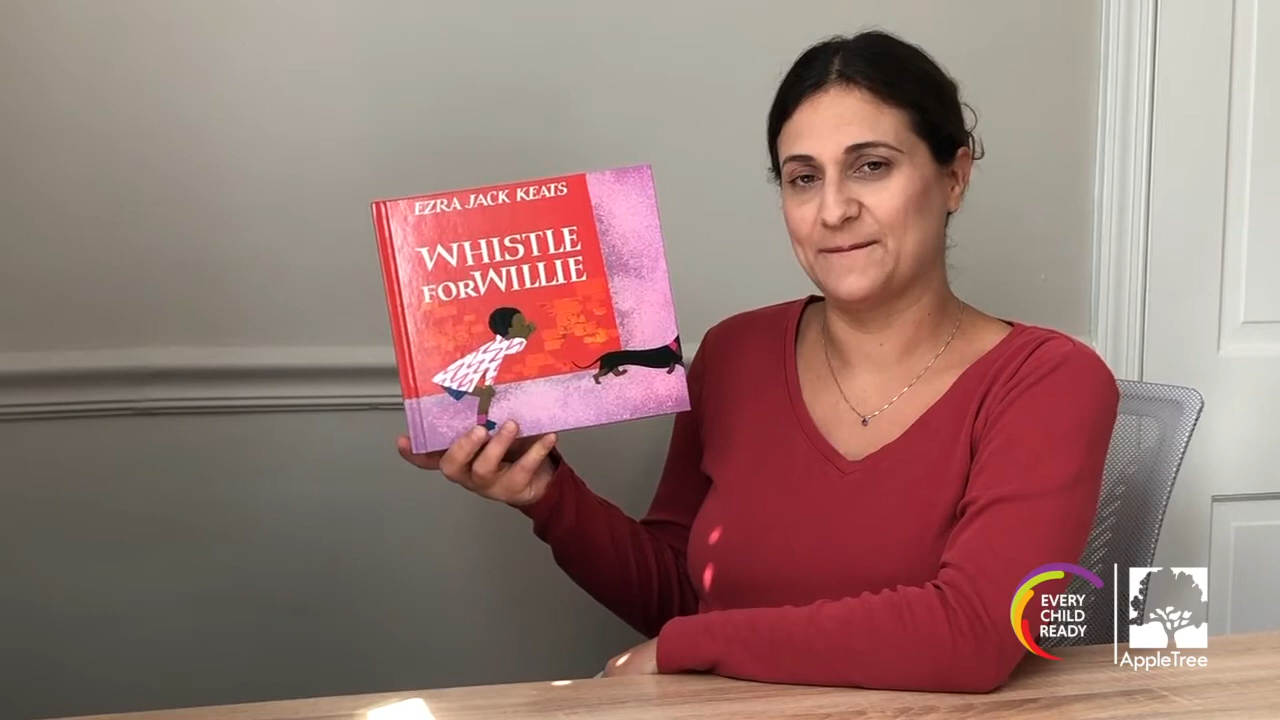 EZRA JACK KEATS
WHISTLE
FOR WILLIE
EVERY
CHILD
READY
AppleTree